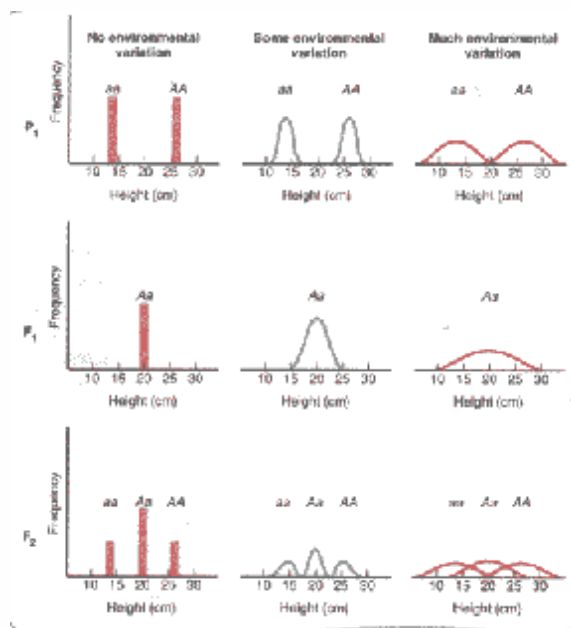 No environmental variation
Some environmental variation
Much environmental variation
Frequency
aa AA
aa AA
aa AA
10 15 20 25 30
10 15 20 25 30
10 15 20 25 30
Height (cm)
Height (cm)
Height (cm)
Frequency
Aa
Aa
Aa
F1
10 15 20 25 30
10 15 20 25 30
10 15 20 25 30
Height (cm)
Height (cm)
Height (cm)
Frequency
aa Aa AA
aa Aa AA
Aa AA
F2
10 15 20 25 30
10 15 20 25 30
10 15 20 25 30
Height (cm)
Height (cm)
Height (cm)